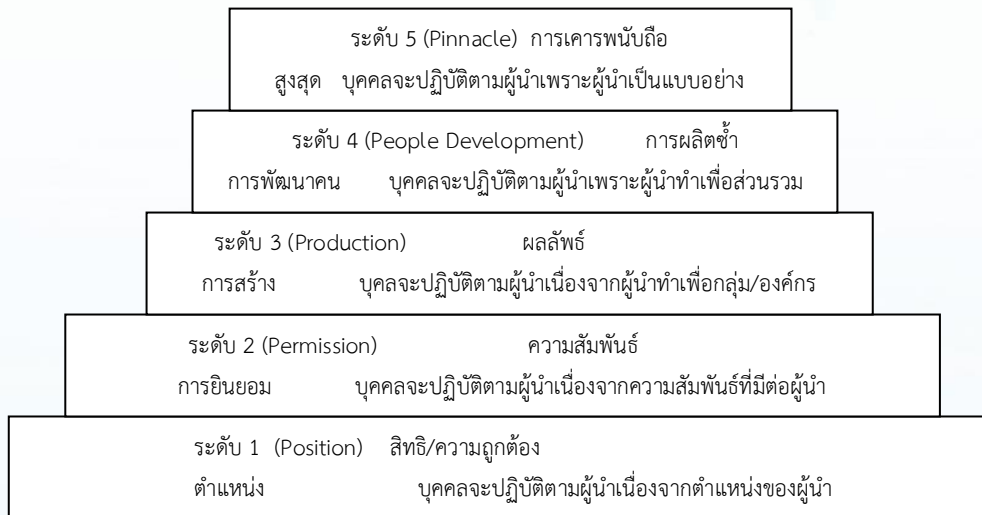 ระดับ 5 (Pinnacle) การเคารพนับถือ
สูงสุด บุคคลจะปฏิบัติตามผู้นำเพราะผู้นำเป็นแบบอย่าง
ระดับ 4 (People Development) การผลิตซ้ำ
การพัฒนาคน บุคคลจะปฏิบัติตามผู้นำเพราะผู้นำทำเพื่อส่วนรวม
ระดับ 3 (Production) ผลลัพธ์
การสร้าง บุคลจะปฏิบัติตามผู้นำเนื่องจากผู้นำทำเพื่อกลุ่ม/องค์กร
ระดับ 2 (Permission) ความสัมพันธ์
การยินยอม บุคคลจะปฏิบัติตามผู้นำเนื่องจากความสัมพันธ์ที่มีต่อผู้นำ
ระดับ 1 (Position) สิทธิ/ความถูกต้อง
ตำแหน่ง บุคคลจะปฏิบัติตามผู้นำเนื่องจากตำแหน่งของผู้นำ